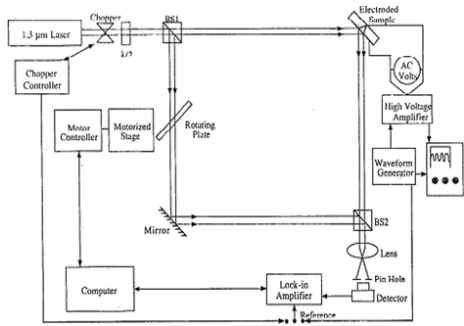 Electroded
Sample
Chopper
BS1
1.3 µm Laser
λ/2
Chopper
Controller
AC
Volts
High Voltage
Amplifier
Motor
Controller
Motorized
Stage
Rotating
Plate
Waveform
Generator
BS2
Mirror
Lens
Pin Hole
Computer
Lock-in
Amplifier
Detector
Reference